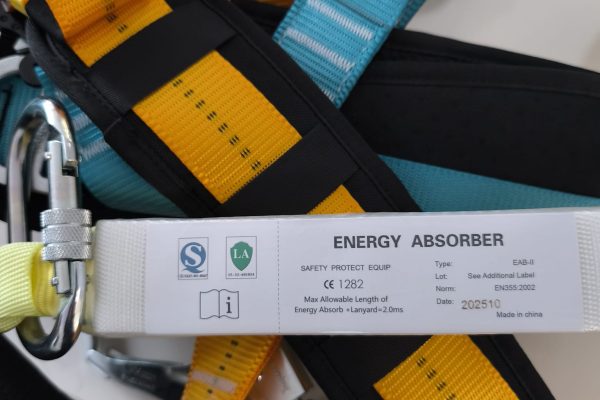 ENERGY ABSORBER
SAFETY PROTECT EQUIP
CE 1282
Max Allowable Length of
Energy Absorb +Lanyard=2.0ms
Type: EAB-II
Lot: See Additional Label
Norm: EN355:2002
Date: 202510
Made in china
LA
i